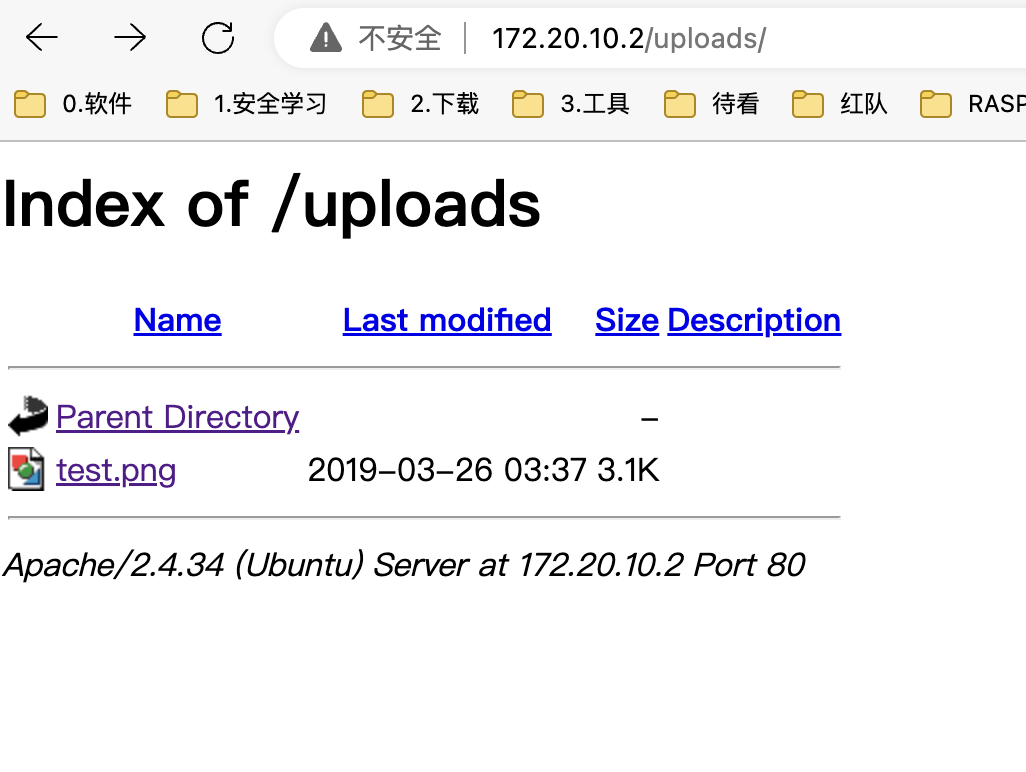 不安全 172.20.10.2/uploads/
0.软件 1.安全学习 2.下载 3.工具 待看 红队 RASP
Index of /uploads
Name Last modified Size Description
Parent Directory –
test.png 2019–03–26 03:37 3.1K
Apache/2.4.34 (Ubuntu) Server at 172.20.10.2 Port 80